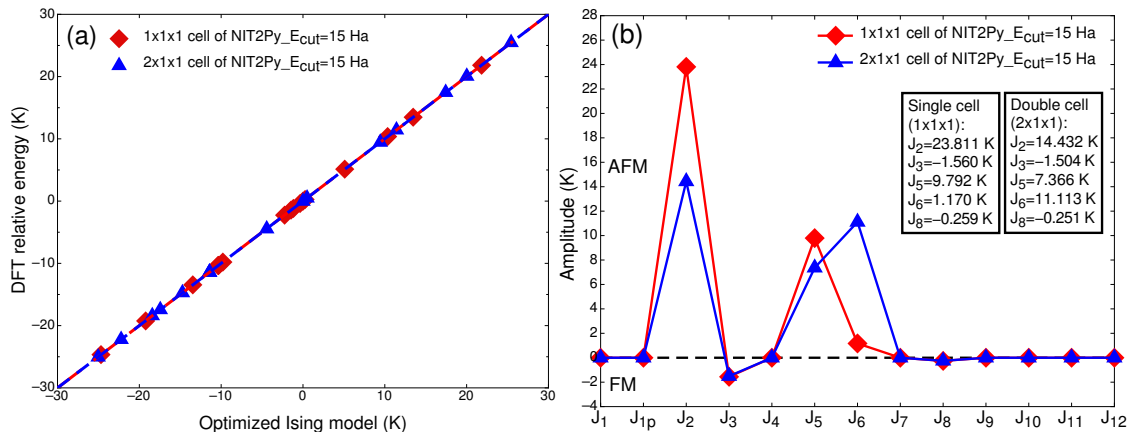 (a)
1x1x1 cell of NIT2Py_Ecut=15 Ha
2x1x1 cell of NIT2Py_Ecut=15 Ha
DFT relative energy (K)
30
20
10
0
−10
−20
−30
−30 −20 −10 0 10 20 30
Optimized Ising model (K)
(b)
1x1x1 cell of NIT2Py_Ecut=15 Ha
2x1x1 cell of NIT2Py_Ecut=15 Ha
Amplitude (K)
28
26
24
22
20
18
16
14
12
10
8
6
4
2
0
−2
−4
AFM
FM
Single cell
(1x1x1):
J2=23.811 K
J3=−1.560 K
J5=9.792 K
J6=1.170 K
J8=−0.259 K
Double cell
(2x1x1):
J2=14.432 K
J3=−1.504 K
J5=7.366 K
J6=11.113 K
J8=−0.251 K
J1 J1p J2 J3 J4 J5 J6 J7 J8 J9 J10 J11 J12